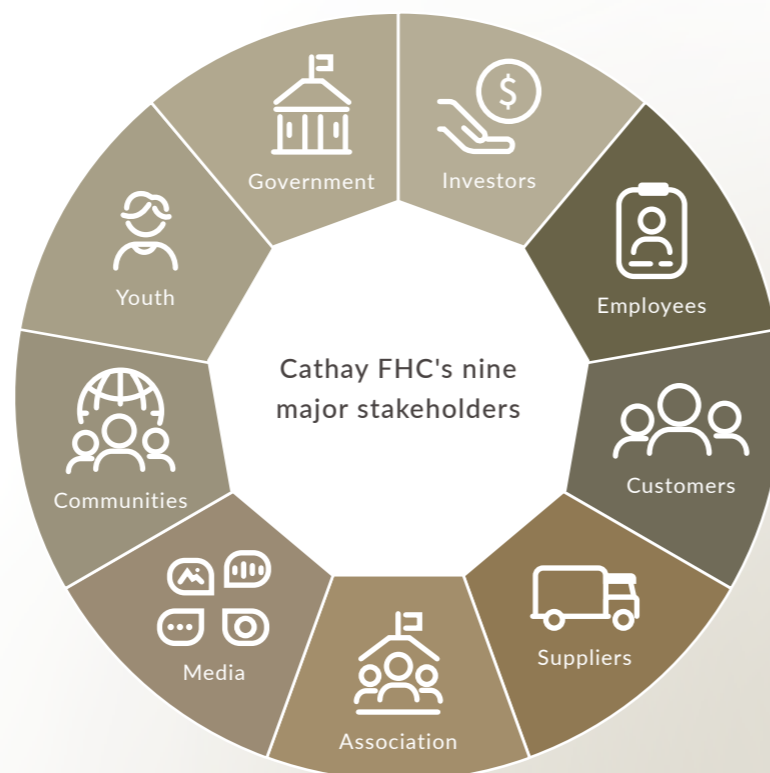 Cathay FHC's nine
major stakeholders
Government
Investors
$
Employees
Customers
Suppliers
Association
Media
Communities
Youth